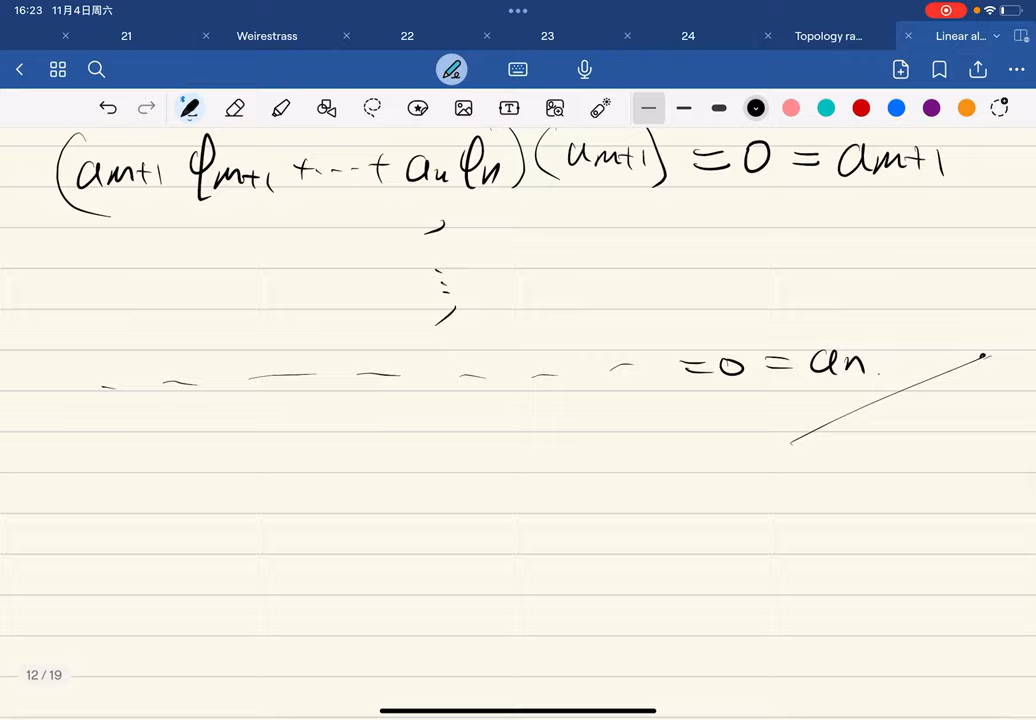 16:23 11月4日周六
21 Weirestrass 22 23 24 Topology ra... Linear al...
(am+1 φm+1 +...+ an φn)(am+1) = 0 = am+1
,
⋮
,
— — — — — — — = 0 = an.
12 / 19